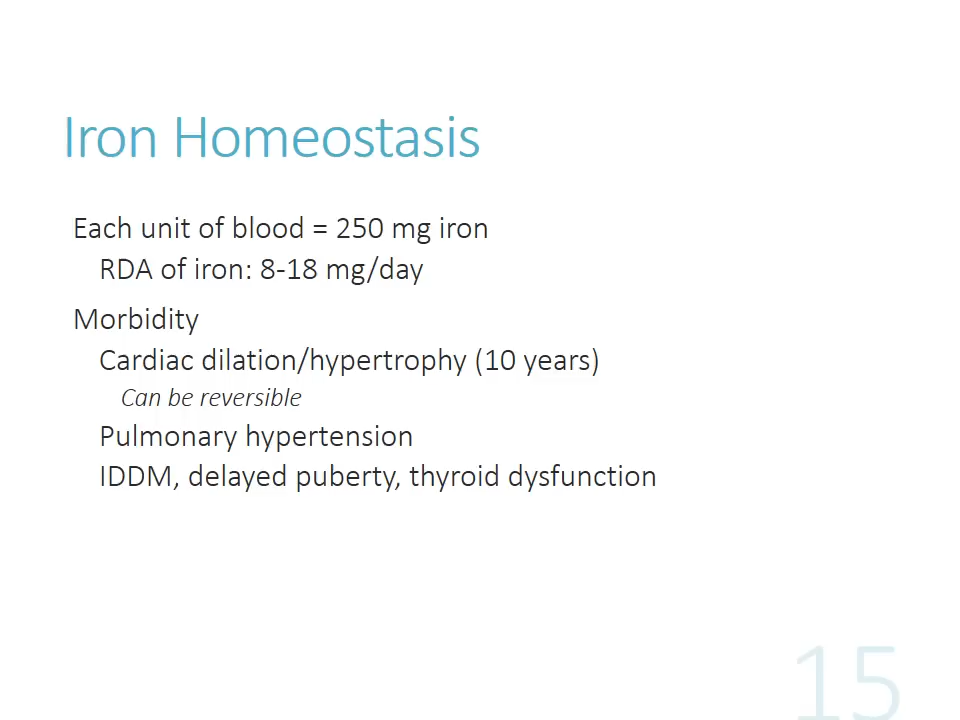 Iron Homeostasis
Each unit of blood = 250 mg iron
RDA of iron: 8-18 mg/day
Morbidity
Cardiac dilation/hypertrophy (10 years)
Can be reversible
Pulmonary hypertension
IDDM, delayed puberty, thyroid dysfunction
15